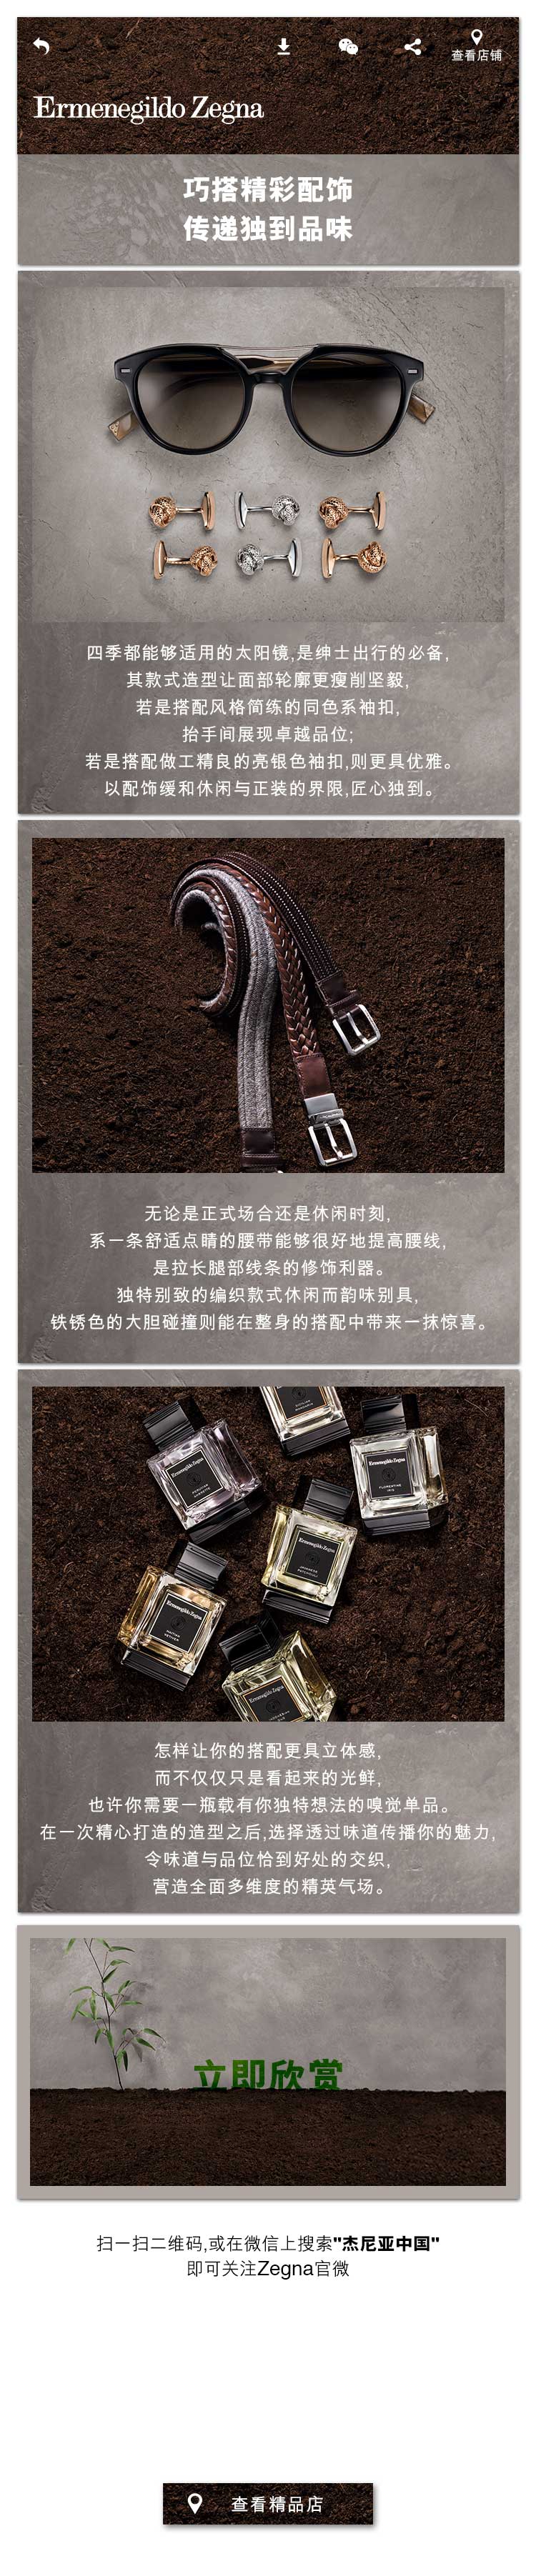 查看店铺
Ermenegildo Zegna
巧搭精彩配饰
传递独到品味
四季都能够适用的太阳镜,是绅士出行的必备,
其款式造型让面部轮廓更瘦削坚毅,
若是搭配风格简练的同色系袖扣,
抬手间展现卓越品位;
若是搭配做工精良的亮银色袖扣,则更具优雅。
以配饰缓和休闲与正装的界限,匠心独到。
无论是正式场合还是休闲时刻,
系一条舒适点睛的腰带能够很好地提高腰线,
是拉长腿部线条的修饰利器。
独特别致的编织款式休闲而韵味别具,
铁锈色的大胆碰撞则能在整身的搭配中带来一抹惊喜。
Ermenegildo Zegna
Ermenegildo Zegna
FLORENTINE
IRIS
Ermenegildo Zegna
Ermenegildo Zegna
HAITIAN
VETIVER
Ermenegildo Zegna
怎样让你的搭配更具立体感,
而不仅仅只是看起来的光鲜,
也许你需要一瓶载有你独特想法的嗅觉单品。
在一次精心打造的造型之后,选择透过味道传播你的魅力,
令味道与品位恰到好处的交织,
营造全面多维度的精英气场。
立即欣赏
扫一扫二维码,或在微信上搜索"杰尼亚中国"
即可关注Zegna官微
查看精品店